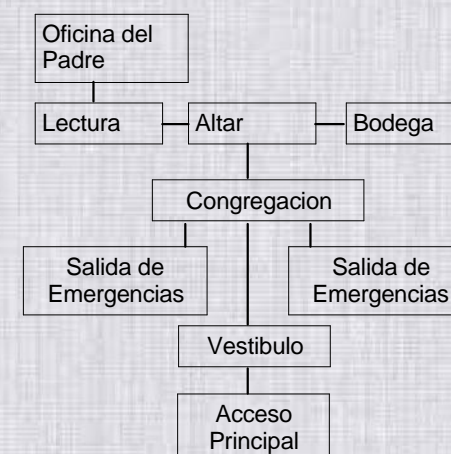 Oficina del
Padre
Lectura
Altar
Bodega
Congregacion
Salida de
Emergencias
Salida de
Emergencias
Vestibulo
Acceso
Principal